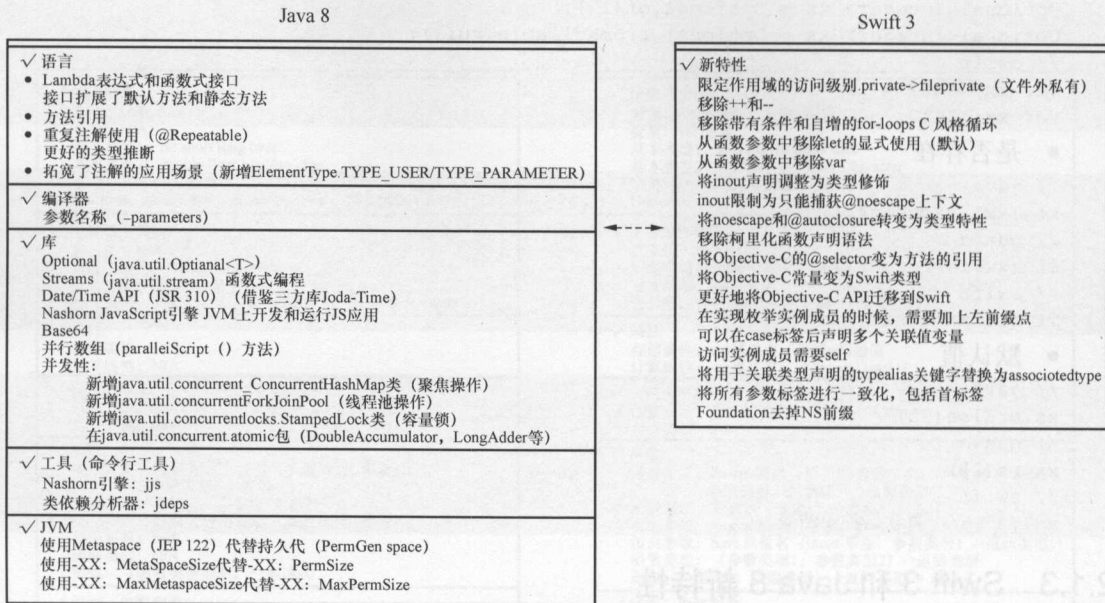 Java 8
✓ 语言
• Lambda表达式和函数式接口
接口扩展了默认方法和静态方法
• 方法引用
• 重复注解使用（@Repeatable）
更好的类型推断
• 拓宽了注解的应用场景（新增ElementType.TYPE_USER/TYPE_PARAMETER）
✓ 编译器
参数名称（-parameters）
✓ 库
Optional（java.util.Optianal<T>）
Streams（java.util.stream）函数式编程
Date/Time API（JSR 310）（借鉴三方库Joda-Time）
Nashorn JavaScript引擎 JVM上开发和运行JS应用
Base64
并行数组（paralleiScript（）方法）
并发性：
新增java.util.concurrent_ConcurrentHashMap类（聚焦操作）
新增java.util.concurrentForkJoinPool（线程池操作）
新增java.util.concurrentlocks.StampedLock类（容量锁）
在java.util.concurrent.atomic包（DoubleAccumulator，LongAdder等）
✓ 工具（命令行工具）
Nashorn引擎：jjs
类依赖分析器：jdeps
✓ JVM
使用Metaspace（JEP 122）代替持久代（PermGen space）
使用-XX：MetaSpaceSize代替-XX：PermSize
使用-XX：MaxMetaspaceSize代替-XX：MaxPermSize
Swift 3
✓ 新特性
限定作用域的访问级别.private->fileprivate（文件外私有）
移除++和--
移除带有条件和自增的for-loops C 风格循环
从函数参数中移除let的显式使用（默认）
从函数参数中移除var
将inout声明调整为类型修饰
inout限制为只能捕获@noescape上下文
将noescape和@autoclosure转变为类型特性
移除柯里化函数声明语法
将Objective-C的@selector变为方法的引用
将Objective-C常量变为Swift类型
更好地将Objective-C API迁移到Swift
在实现枚举实例成员的时候，需要加上左前缀点
可以在case标签后声明多个关联值变量
访问实例成员需要self
将用于关联类型声明的typealias关键字替换为associotedtype
将所有参数标签进行一致化，包括首标签
Foundation去掉NS前缀